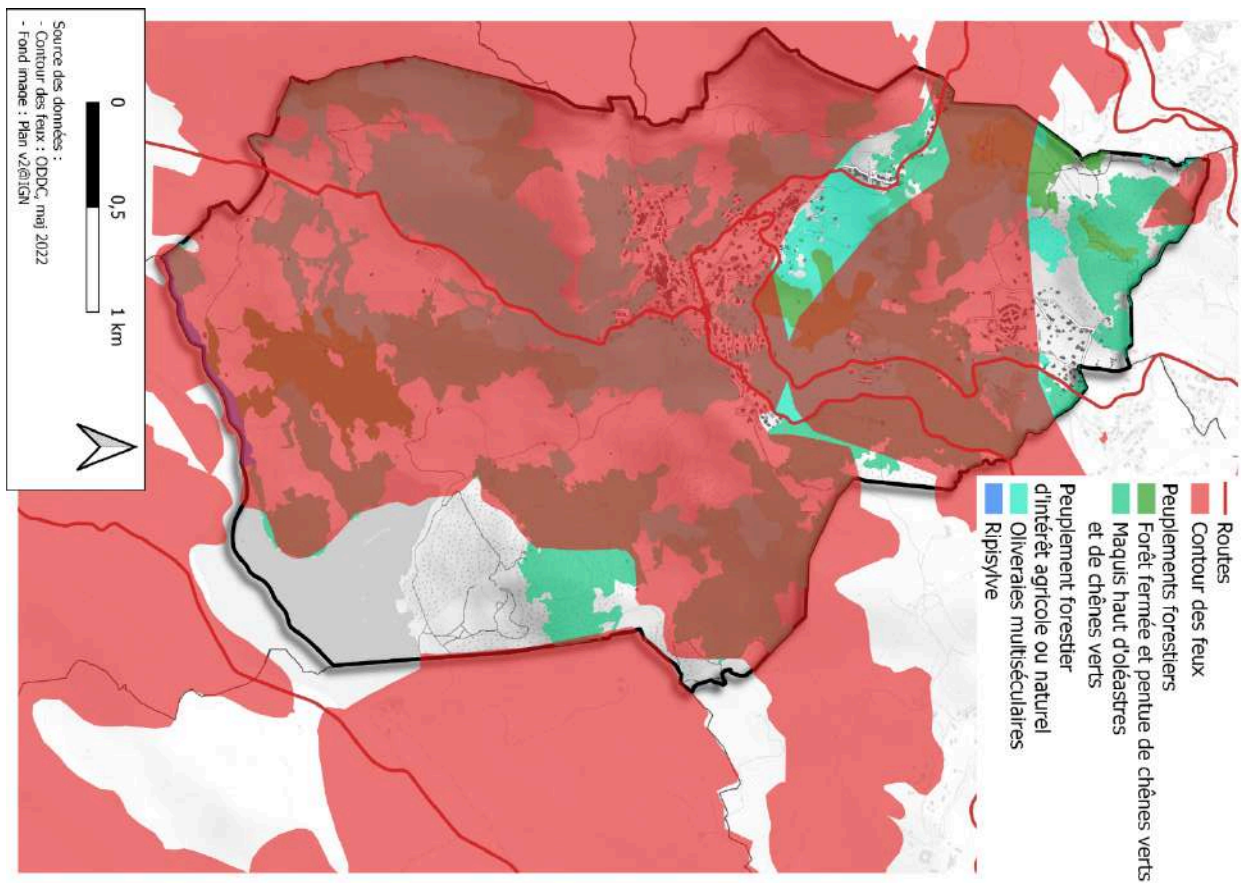 Routes
Contour des feux
Peuplements forestiers
Forêt fermée et pentue de chênes verts
Maquis haut d'oléastres
et de chênes verts
Peuplement forestier
d'intérêt agricole ou naturel
Oliveraies multiséculaires
Ripisylve
0
0,5
1 km
Source des données :
- Contour des feux : ODDC, maj 2022
- Fond image : Plan v2@IGN